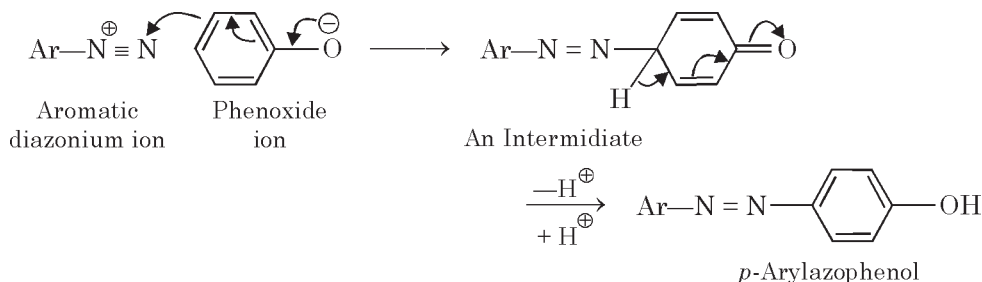 Ar—N⊕ ≡ N  O⊖ ⟶ Ar—N = N  =O
H
Aromatic Phenoxide
diazonium ion ion
An Intermidiate
—H⊕
+ H⊕
Ar—N = N  —OH
p-Arylazophenol